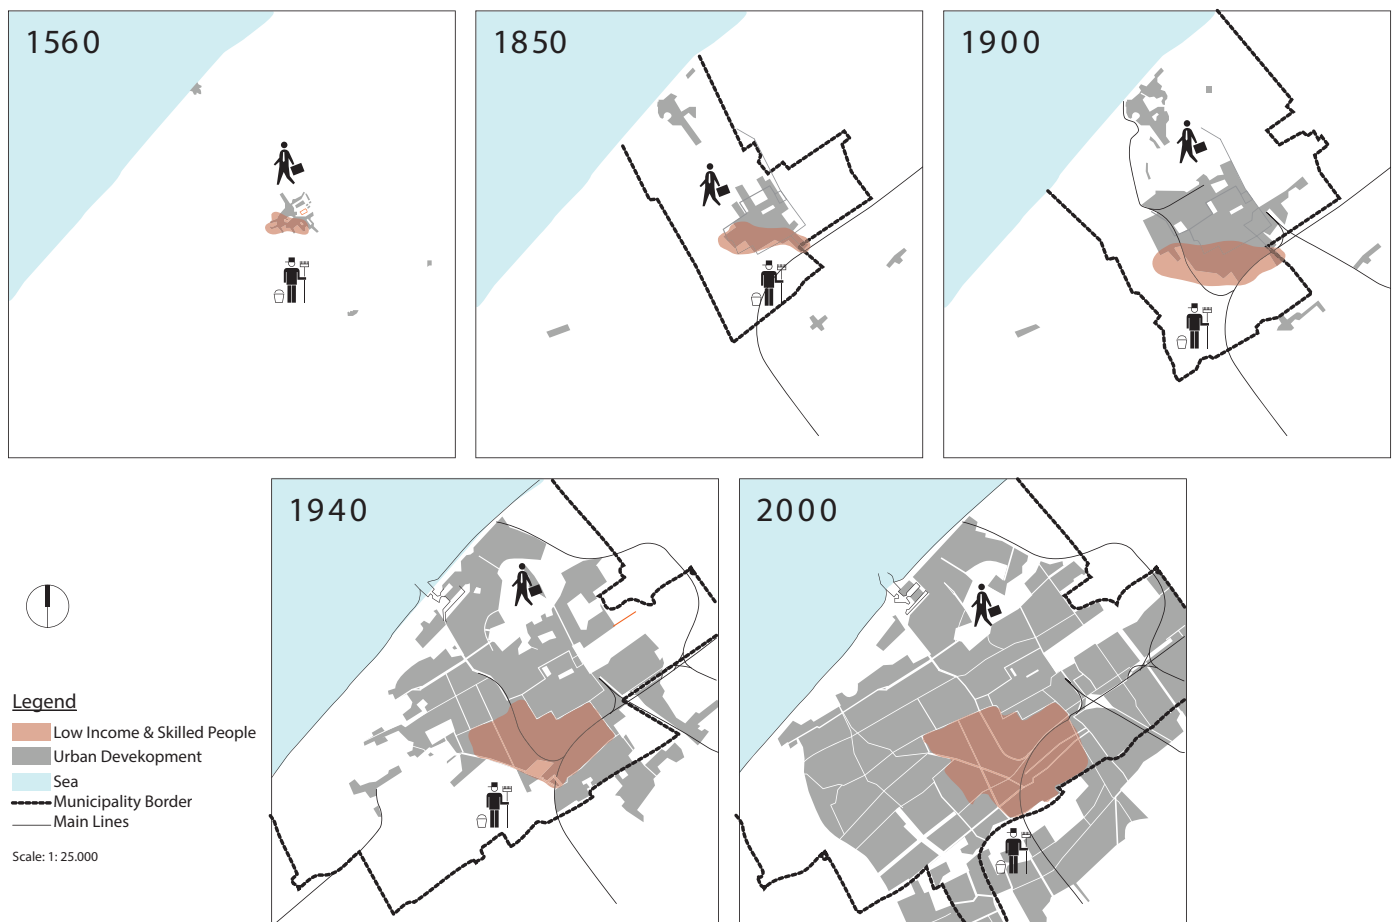 1560
1850
1900
1940
2000
Legend
Low Income & Skilled People
Urban Devekopment
Sea
Municipality Border
Main Lines
Scale: 1: 25.000